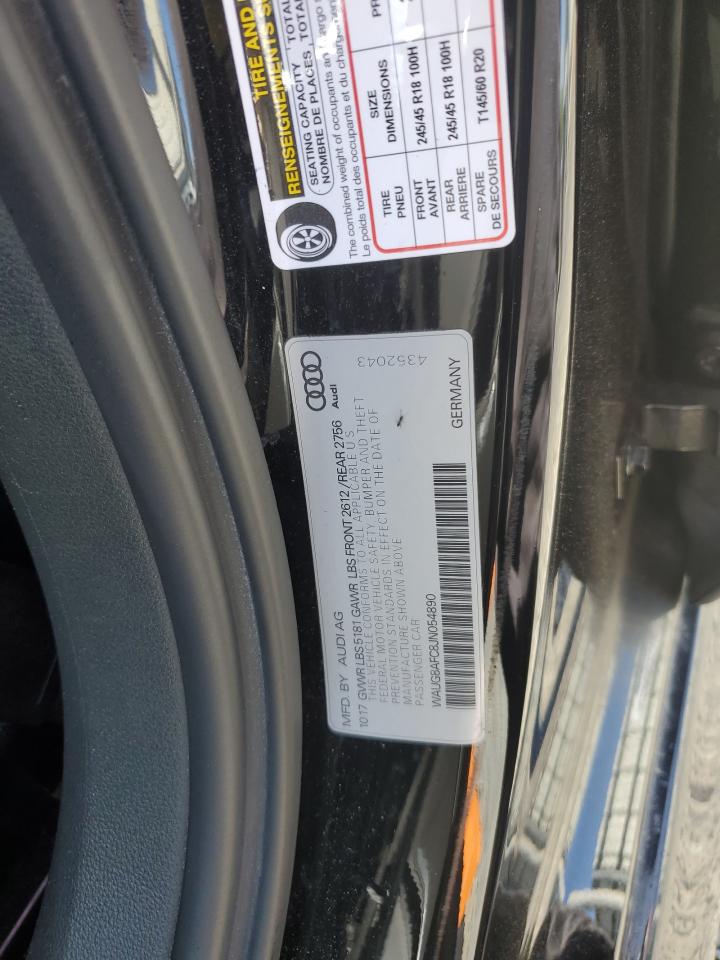 TIRE AND
RENSEIGNEMENTS
SEATING CAPACITY TOTAL
NOMBRE DE PLACES TOTAL
The combined weight of occupants and cargo
Le poids total des occupants et du chargement
TIRE PNEU
SIZE DIMENSIONS
FRONT AVANT 245/45 R18 100H
REAR ARRIERE 245/45 R18 100H
SPARE DE SECOURS T145/60 R20
Audi
4352043
MFD. BY AUDI AG
10 17 GVWR LBS 5181 GAWR LBS FRONT 2612/REAR 2756
THIS VEHICLE CONFORMS TO ALL APPLICABLE U.S.
FEDERAL MOTOR VEHICLE SAFETY, BUMPER AND THEFT
PREVENTION STANDARDS IN EFFECT ON THE DATE OF
MANUFACTURE SHOWN ABOVE
PASSENGER CAR
WAUG8AFC8JN054890
GERMANY